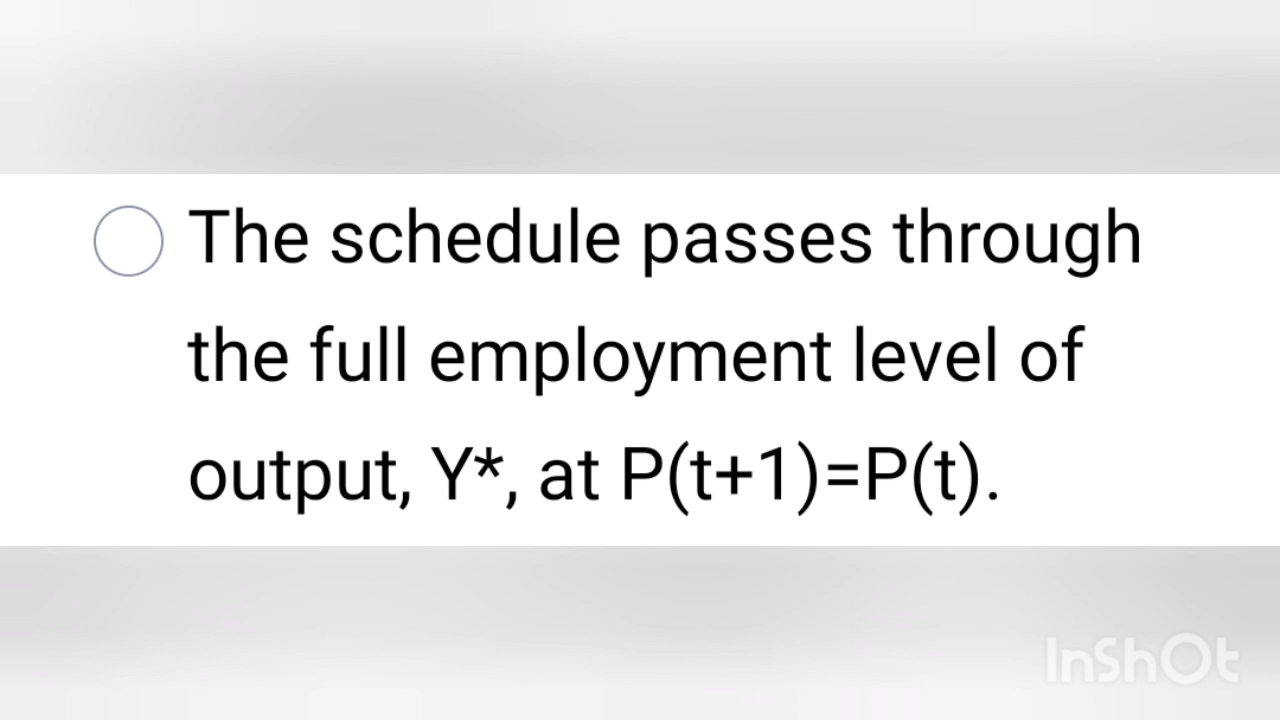 The schedule passes through
the full employment level of
output, Y*, at P(t+1)=P(t).
InShOt